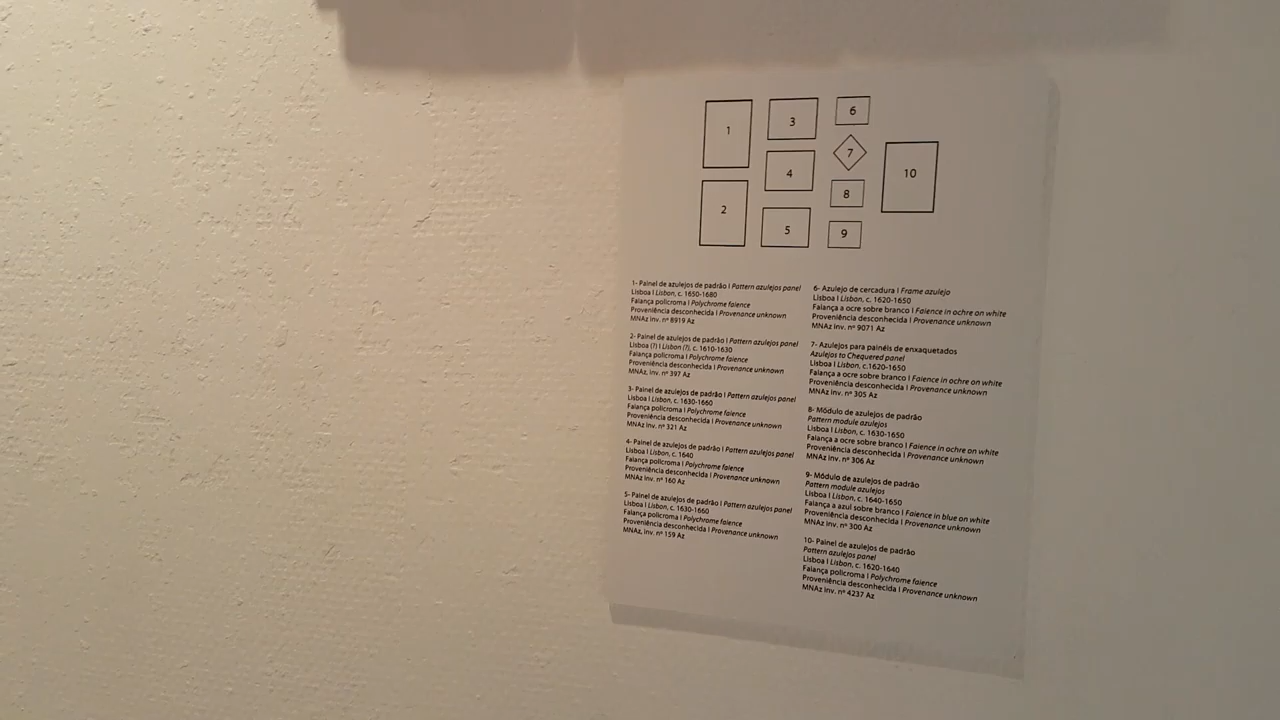 1
3
6
7
4
10
8
2
5
9
1- Painel de azulejos de padrão | Pattern azulejos panel
Lisboa | Lisbon, c. 1650-1680
Faiança policroma | Polychrome faience
Proveniência desconhecida | Provenance unknown
MNAz inv. nº 8919 Az
2- Painel de azulejos de padrão | Pattern azulejos panel
Lisboa (?) | Lisbon (?), c. 1610-1630
Faiança policroma | Polychrome faience
Proveniência desconhecida | Provenance unknown
MNAz, inv. nº 397 Az
3- Painel de azulejos de padrão | Pattern azulejos panel
Lisboa | Lisbon, c. 1630-1660
Faiança policroma | Polychrome faience
Proveniência desconhecida | Provenance unknown
MNAz inv. nº 321 Az
4- Painel de azulejos de padrão | Pattern azulejos panel
Lisboa | Lisbon, c. 1640
Faiança policroma | Polychrome faience
Proveniência desconhecida | Provenance unknown
MNAz inv. nº 160 Az
5- Painel de azulejos de padrão | Pattern azulejos panel
Lisboa | Lisbon, c. 1630-1660
Faiança policroma | Polychrome faience
Proveniência desconhecida | Provenance unknown
MNAz, inv. nº 159 Az
6- Azulejo de cercadura | Frame azulejo
Lisboa | Lisbon, c. 1620-1650
Faiança a ocre sobre branco | Faience in ochre on white
Proveniência desconhecida | Provenance unknown
MNAz inv. nº 9071 Az
7- Azulejos para painéis de enxaquetados
Azulejos to Chequered panel
Lisboa | Lisbon, c.1620-1650
Faiança a ocre sobre branco | Faience in ochre on white
Proveniência desconhecida | Provenance unknown
MNAz inv. nº 305 Az
8- Módulo de azulejos de padrão
Pattern module azulejos
Lisboa | Lisbon, c. 1630-1650
Faiança a ocre sobre branco | Faience in ochre on white
Proveniência desconhecida | Provenance unknown
MNAz inv. nº 306 Az
9- Módulo de azulejos de padrão
Pattern module azulejos
Lisboa | Lisbon, c. 1640-1650
Faiança a azul sobre branco | Faience in blue on white
Proveniência desconhecida | Provenance unknown
MNAz inv. nº 300 Az
10- Painel de azulejos de padrão
Pattern azulejos panel
Lisboa | Lisbon, c. 1620-1640
Faiança policroma | Polychrome faience
Proveniência desconhecida | Provenance unknown
MNAz inv. nº 4237 Az